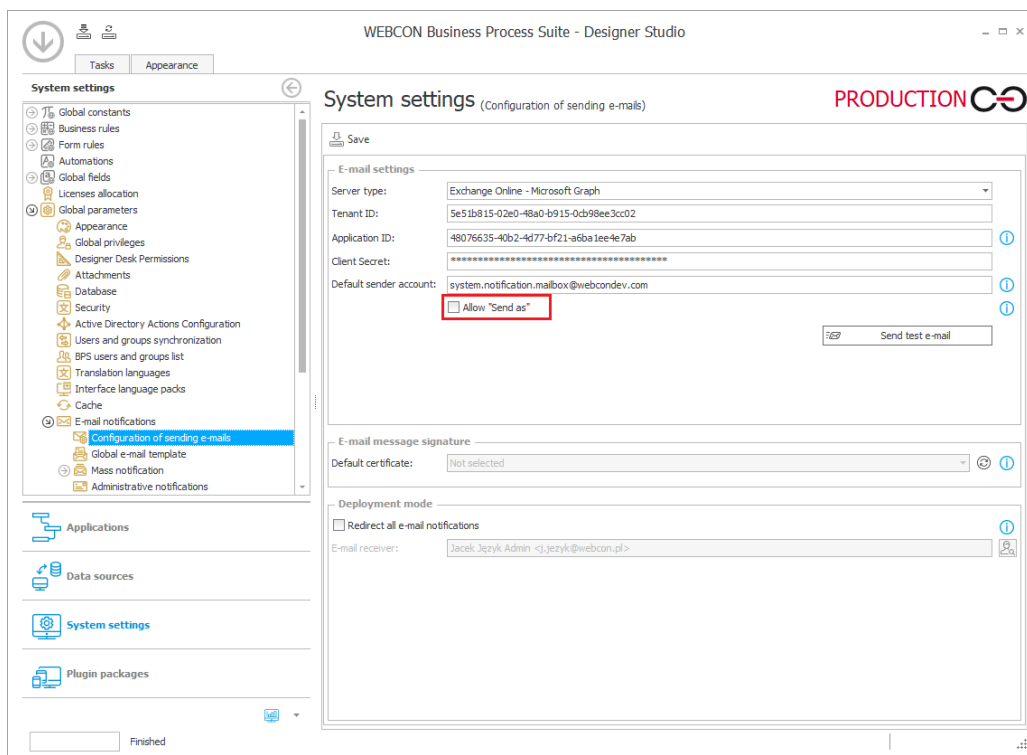 WEBCON Business Process Suite - Designer Studio
Tasks
Appearance
System settings
Global constants
Business rules
Form rules
Automations
Global fields
Licenses allocation
Global parameters
Appearance
Global privileges
Designer Desk Permissions
Attachments
Database
Security
Active Directory Actions Configuration
Users and groups synchronization
BPS users and groups list
Translation languages
Interface language packs
Cache
E-mail notifications
Configuration of sending e-mails
Global e-mail template
Mass notification
Administrative notifications
Applications
Data sources
System settings
Plugin packages
Finished
System settings (Configuration of sending e-mails)
PRODUCTION
Save
E-mail settings
Server type: Exchange Online - Microsoft Graph
Tenant ID: 5e51b815-02e0-48a0-b915-0cb98ee3cc02
Application ID: 48076635-40b2-4d77-bf21-a6ba1ee4e7ab
Client Secret: ****************************************
Default sender account: system.notification.mailbox@webcondev.com
Allow "Send as"
Send test e-mail
E-mail message signature
Default certificate: Not selected
Deployment mode
Redirect all e-mail notifications
E-mail receiver: Jacek Język Admin <j.jezyk@webcon.pl>